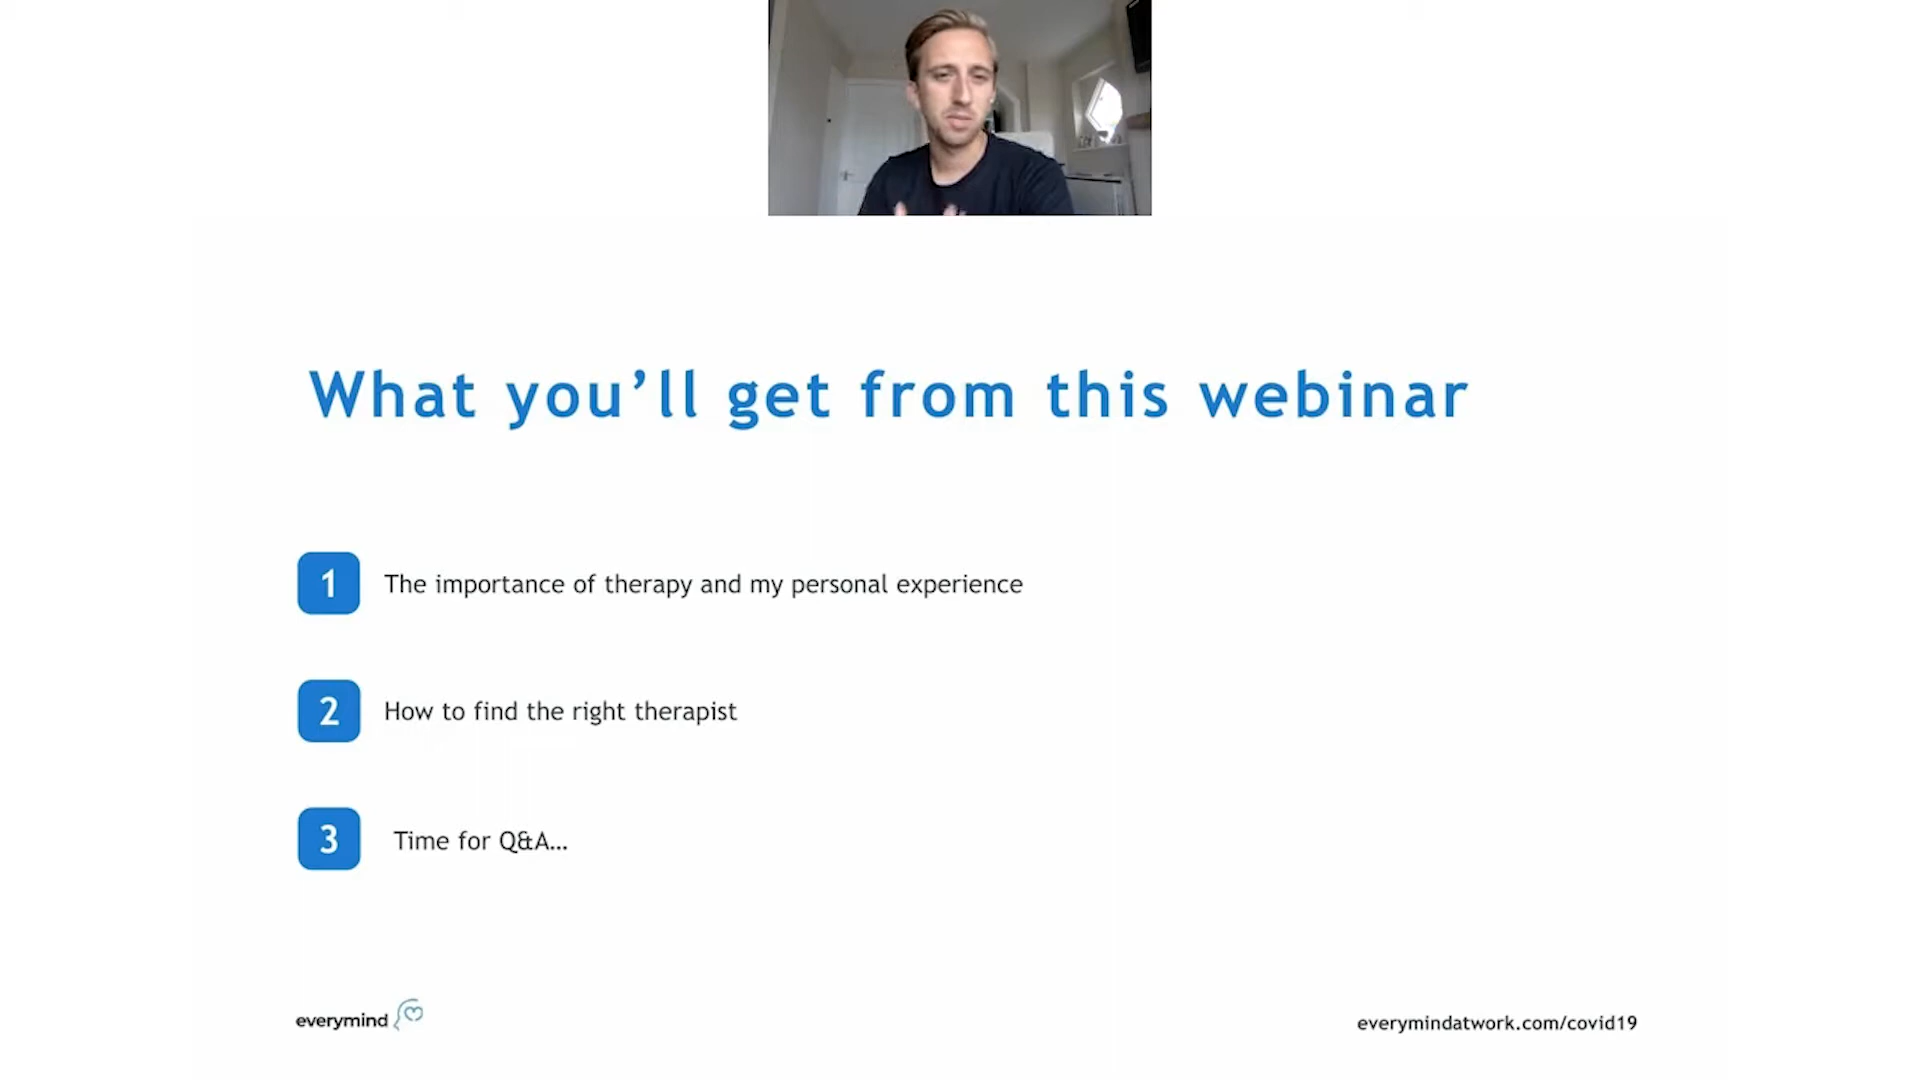 What you’ll get from this webinar
1 The importance of therapy and my personal experience
2 How to find the right therapist
3 Time for Q&A...
everymind
everymindatwork.com/covid19